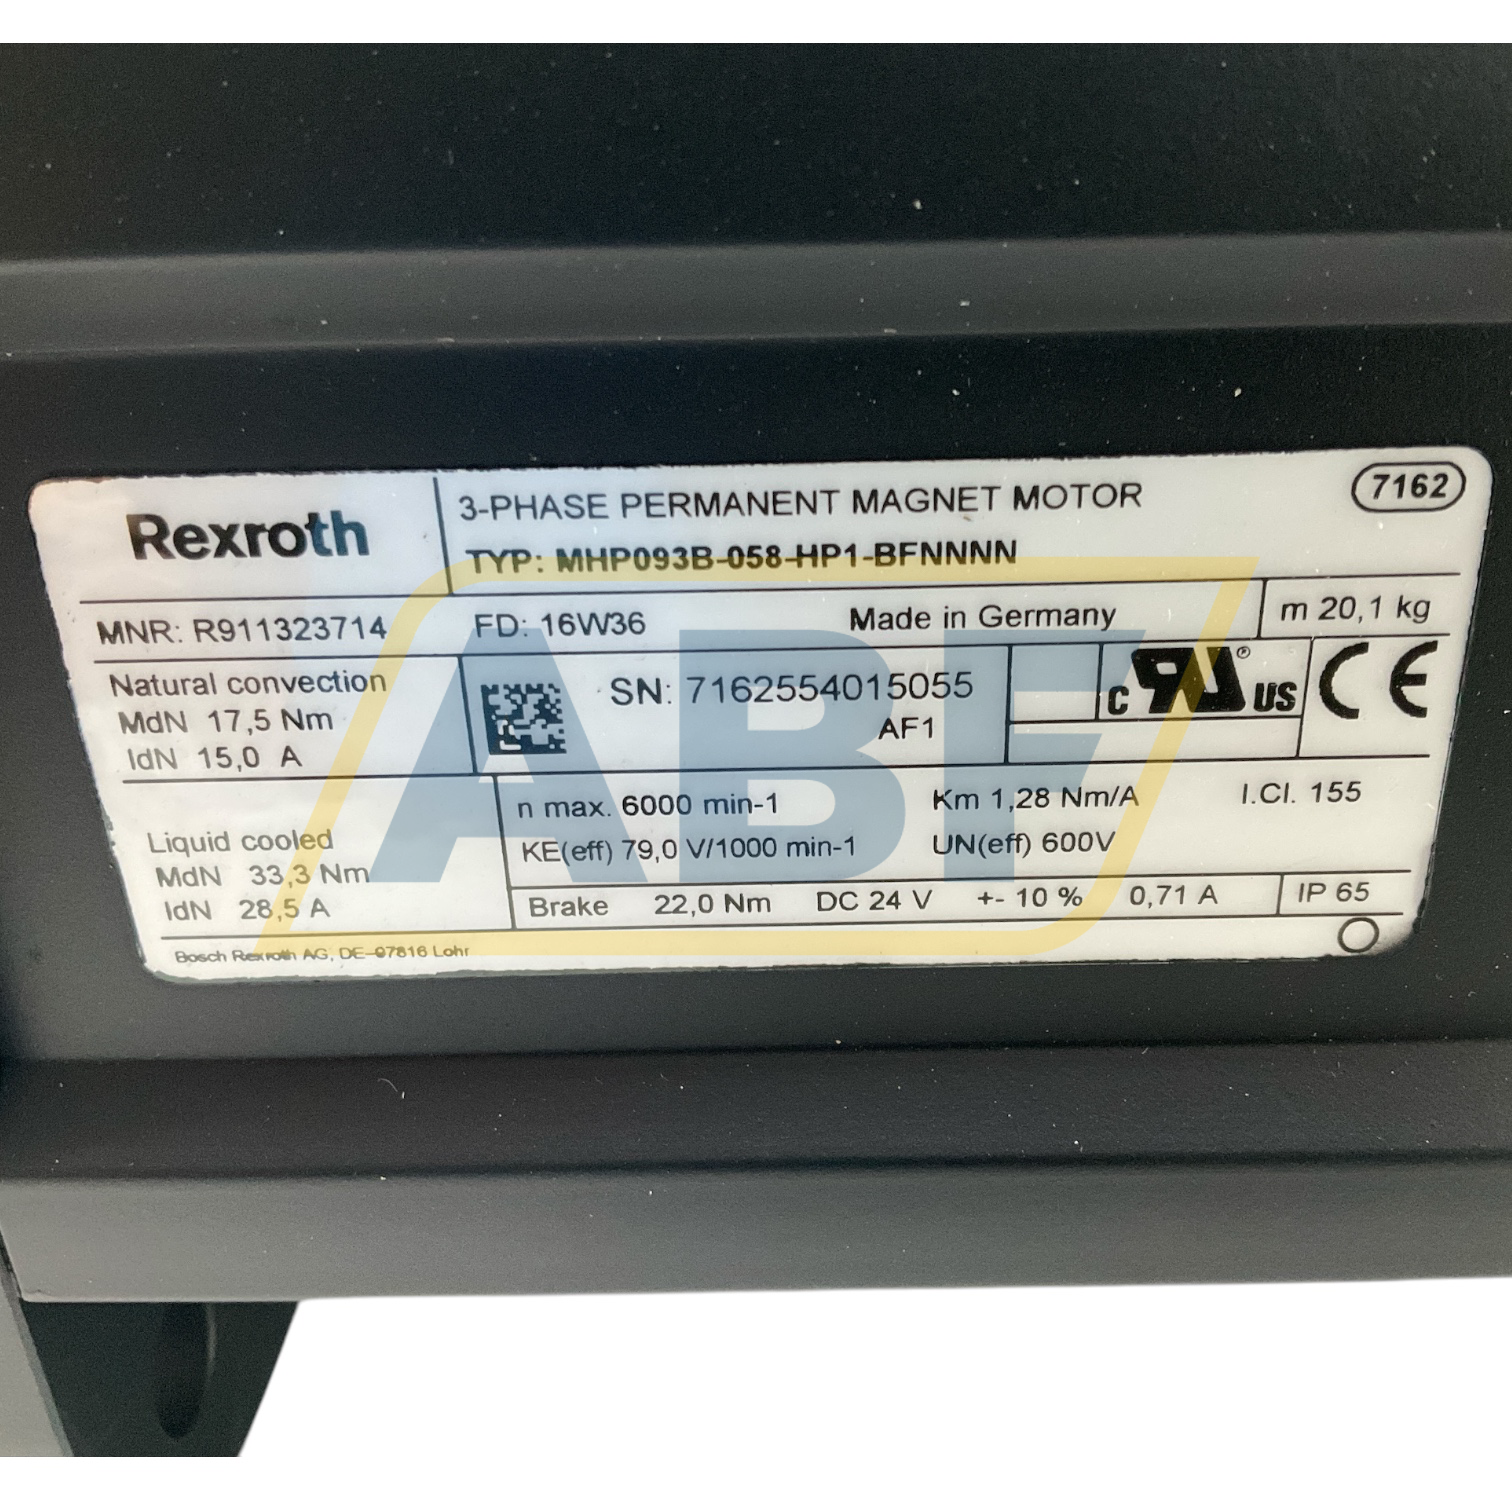 Rexroth
3-PHASE PERMANENT MAGNET MOTOR
7162
TYP: MHP093B-058-HP1-BFNNNN
MNR: R911323714 FD: 16W36 Made in Germany m 20,1 kg
Natural convection
MdN 17,5 Nm
IdN 15,0 A
SN: 7162554015055
AF1
c RU ® US CE
Liquid cooled
MdN 33,3 Nm
IdN 28,5 A
n max. 6000 min-1 Km 1,28 Nm/A I.Cl. 155
KE(eff) 79,0 V/1000 min-1 UN(eff) 600V
Brake 22,0 Nm DC 24 V +- 10 % 0,71 A IP 65
Bosch Rexroth AG, DE-97816 Lohr
ABF